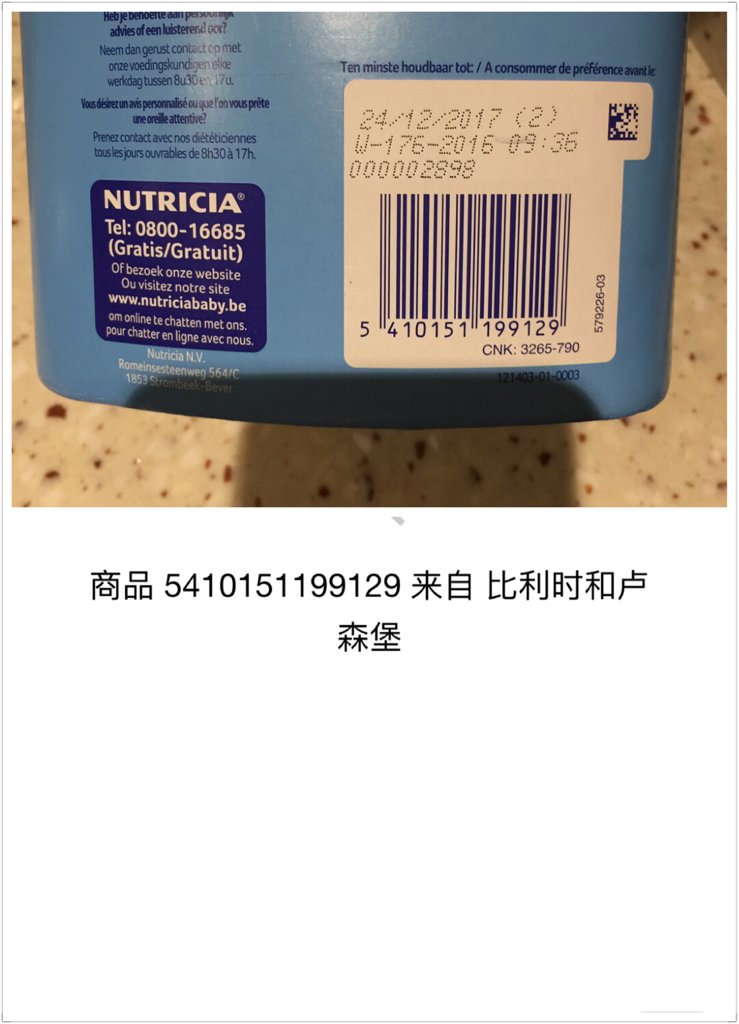 Heb je behoefte aan persoonlijk
advies of een luisterend oor?
Neem dan gerust contact op met
onze voedingskundigen elke
werkdag tussen 8u30 en 17u.
Vous désirez un avis personnalisé ou que l'on vous prête
une oreille attentive?
Prenez contact avec nos diététiciennes
tous les jours ouvrables de 8h30 à 17h.
NUTRICIA®
Tel: 0800-16685
(Gratis/Gratuit)
Of bezoek onze website
Ou visitez notre site
www.nutriciababy.be
om online te chatten met ons.
pour chatter en ligne avec nous.
Nutricia N.V.
Romeinsesteenweg 564/C
1853 Strombeek-Bever
Ten minste houdbaar tot: / A consommer de préférence avant le:
24/12/2017 (2)
W-176-2016 09:36
000002898
5 410151 199129
CNK: 3265-790
579226-03
121403-01-0003
商品 5410151199129 来自 比利时和卢
森堡